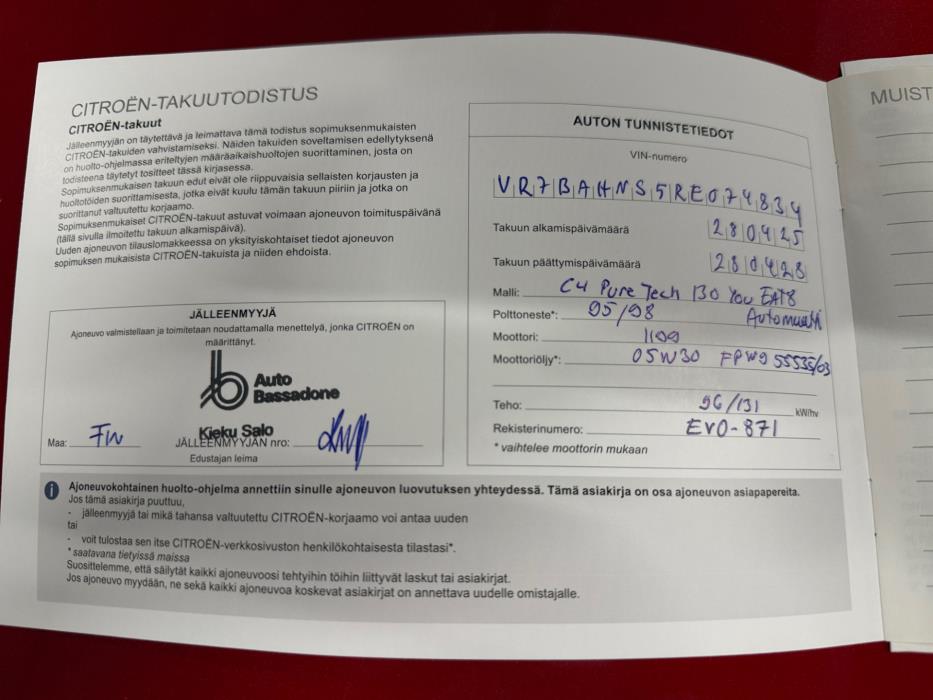 CITROËN-TAKUUTODISTUS
CITROËN-takuut
Jälleenmyyjän on täytettävä ja leimattava tämä todistus sopimuksenmukaisten
CITROËN-takuiden vahvistamiseksi. Näiden takuiden soveltamisen edellytyksenä
on huolto-ohjelmassa eriteltyjen määräaikaishuoltojen suorittaminen, josta on
todisteena täytetyt tositteet tässä kirjasessa.
Sopimuksenmukaisen takuun edut eivät ole riippuvaisia sellaisten korjausten ja
huoltotöiden suorittamisesta, jotka eivät kuulu tämän takuun piiriin ja jotka on
suorittanut valtuutettu korjaamo.
Sopimuksenmukaiset CITROËN-takuut astuvat voimaan ajoneuvon toimituspäivänä
(tällä sivulla ilmoitettu takuun alkamispäivä).
Uuden ajoneuvon tilauslomakkeessa on yksityiskohtaiset tiedot ajoneuvon
sopimuksen mukaisista CITROËN-takuista ja niiden ehdoista.
JÄLLEENMYYJÄ
Ajoneuvo valmistellaan ja toimitetaan noudattamalla menettelyä, jonka CITROËN on
määrittänyt.
Auto
Bassadone
Kieku Salo
Maa: FIN JÄLLEENMYYJÄN nro:
Edustajan leima
AUTON TUNNISTETIEDOT
VIN-numero
VR7BAHNS5RE074834
Takuun alkamispäivämäärä 280425
Takuun päättymispäivämäärä 280428
Malli: C4 PureTech 130 You EAT8
Polttoneste*: 95/98 Automaatti
Moottori: 1199
Moottoriöljy*: 05W30 FPW9 55535/03
Teho: 96/131 kW/hv
Rekisterinumero: EVO-871
* vaihtelee moottorin mukaan
i Ajoneuvokohtainen huolto-ohjelma annettiin sinulle ajoneuvon luovutuksen yhteydessä. Tämä asiakirja on osa ajoneuvon asiapapereita.
Jos tämä asiakirja puuttuu,
- jälleenmyyjä tai mikä tahansa valtuutettu CITROËN-korjaamo voi antaa uuden
tai
- voit tulostaa sen itse CITROËN-verkkosivuston henkilökohtaisesta tilastasi*.
* saatavana tietyissä maissa
Suosittelemme, että säilytät kaikki ajoneuvoosi tehtyihin töihin liittyvät laskut tai asiakirjat.
Jos ajoneuvo myydään, ne sekä kaikki ajoneuvoa koskevat asiakirjat on annettava uudelle omistajalle.
MUIST